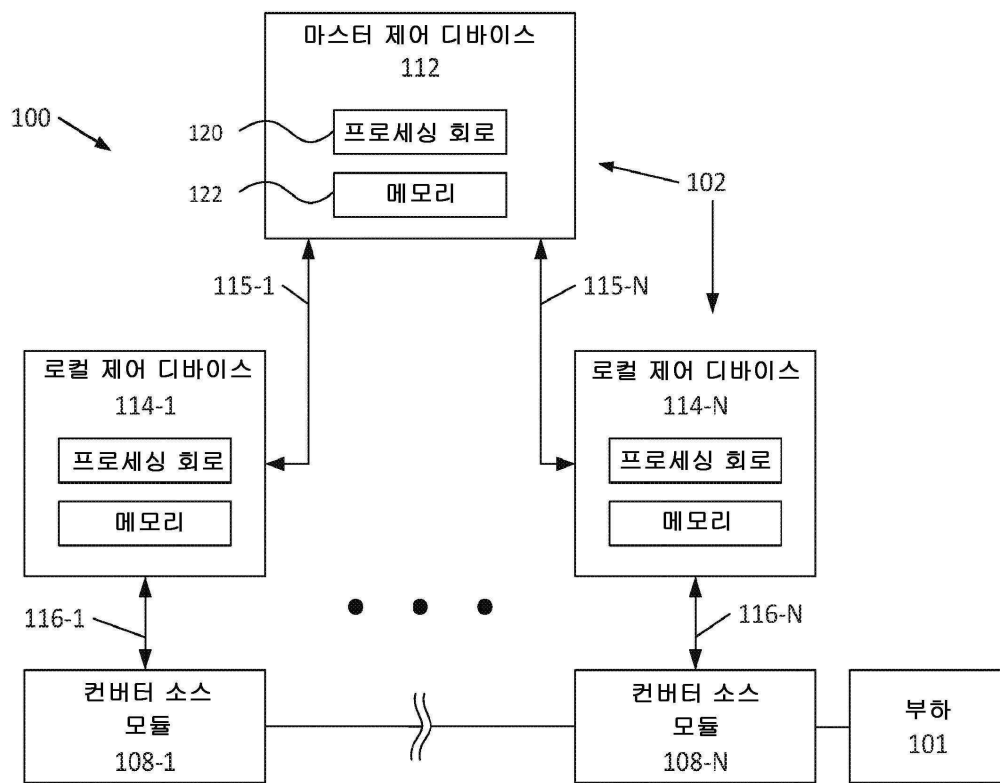 마스터 제어 디바이스
112
100
120
프로세싱 회로
122
메모리
102
115-1
115-N
로컬 제어 디바이스
114-1
프로세싱 회로
메모리
로컬 제어 디바이스
114-N
프로세싱 회로
메모리
116-1
116-N
컨버터 소스
모듈
108-1
컨버터 소스
모듈
108-N
부하
101